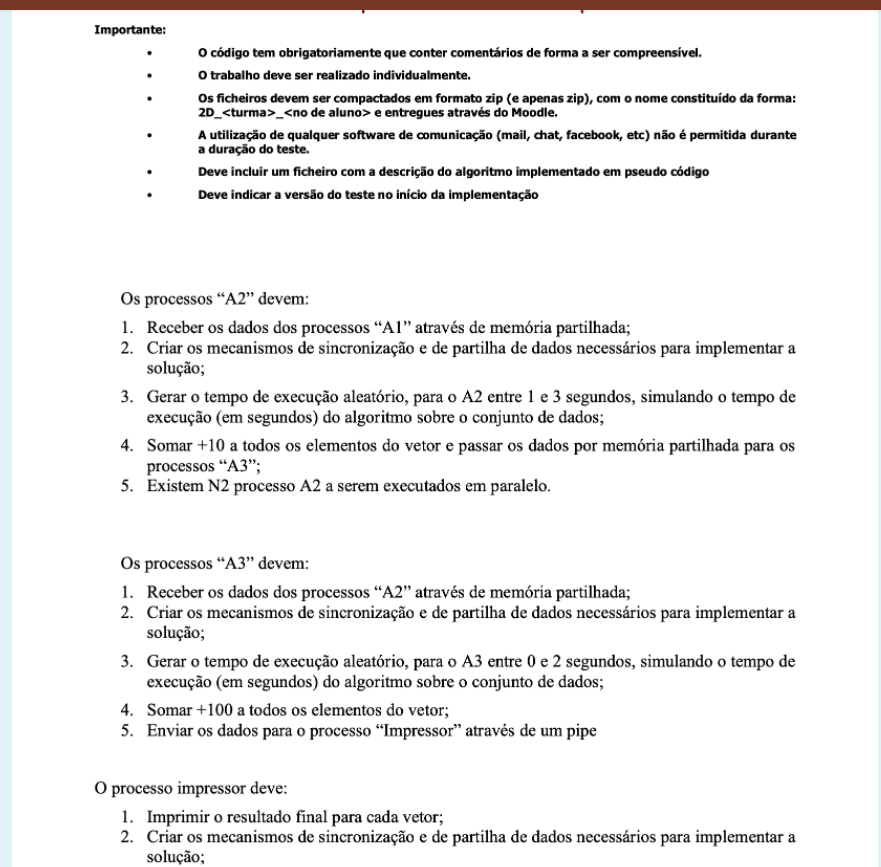 Importante:
• O código tem obrigatoriamente que conter comentários de forma a ser compreensível.
• O trabalho deve ser realizado individualmente.
• Os ficheiros devem ser compactados em formato zip (e apenas zip), com o nome constituído da forma:
2D_<turma>_<no de aluno> e entregues através do Moodle.
• A utilização de qualquer software de comunicação (mail, chat, facebook, etc) não é permitida durante
a duração do teste.
• Deve incluir um ficheiro com a descrição do algoritmo implementado em pseudo código
• Deve indicar a versão do teste no início da implementação
Os processos “A2” devem:
1. Receber os dados dos processos “A1” através de memória partilhada;
2. Criar os mecanismos de sincronização e de partilha de dados necessários para implementar a
solução;
3. Gerar o tempo de execução aleatório, para o A2 entre 1 e 3 segundos, simulando o tempo de
execução (em segundos) do algoritmo sobre o conjunto de dados;
4. Somar +10 a todos os elementos do vetor e passar os dados por memória partilhada para os
processos “A3”;
5. Existem N2 processo A2 a serem executados em paralelo.
Os processos “A3” devem:
1. Receber os dados dos processos “A2” através de memória partilhada;
2. Criar os mecanismos de sincronização e de partilha de dados necessários para implementar a
solução;
3. Gerar o tempo de execução aleatório, para o A3 entre 0 e 2 segundos, simulando o tempo de
execução (em segundos) do algoritmo sobre o conjunto de dados;
4. Somar +100 a todos os elementos do vetor;
5. Enviar os dados para o processo “Impressor” através de um pipe
O processo impressor deve:
1. Imprimir o resultado final para cada vetor;
2. Criar os mecanismos de sincronização e de partilha de dados necessários para implementar a
solução;